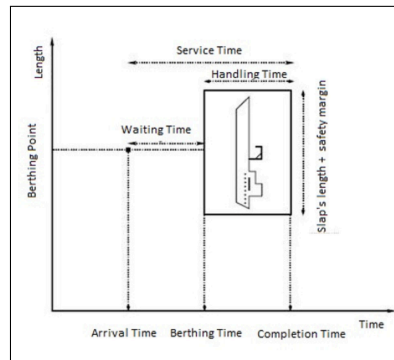 Service Time
Length
Handling Time
Waiting Time
Berthing Point
Slap's length + safety margin
Time
Arrival Time
Berthing Time
Completion Time